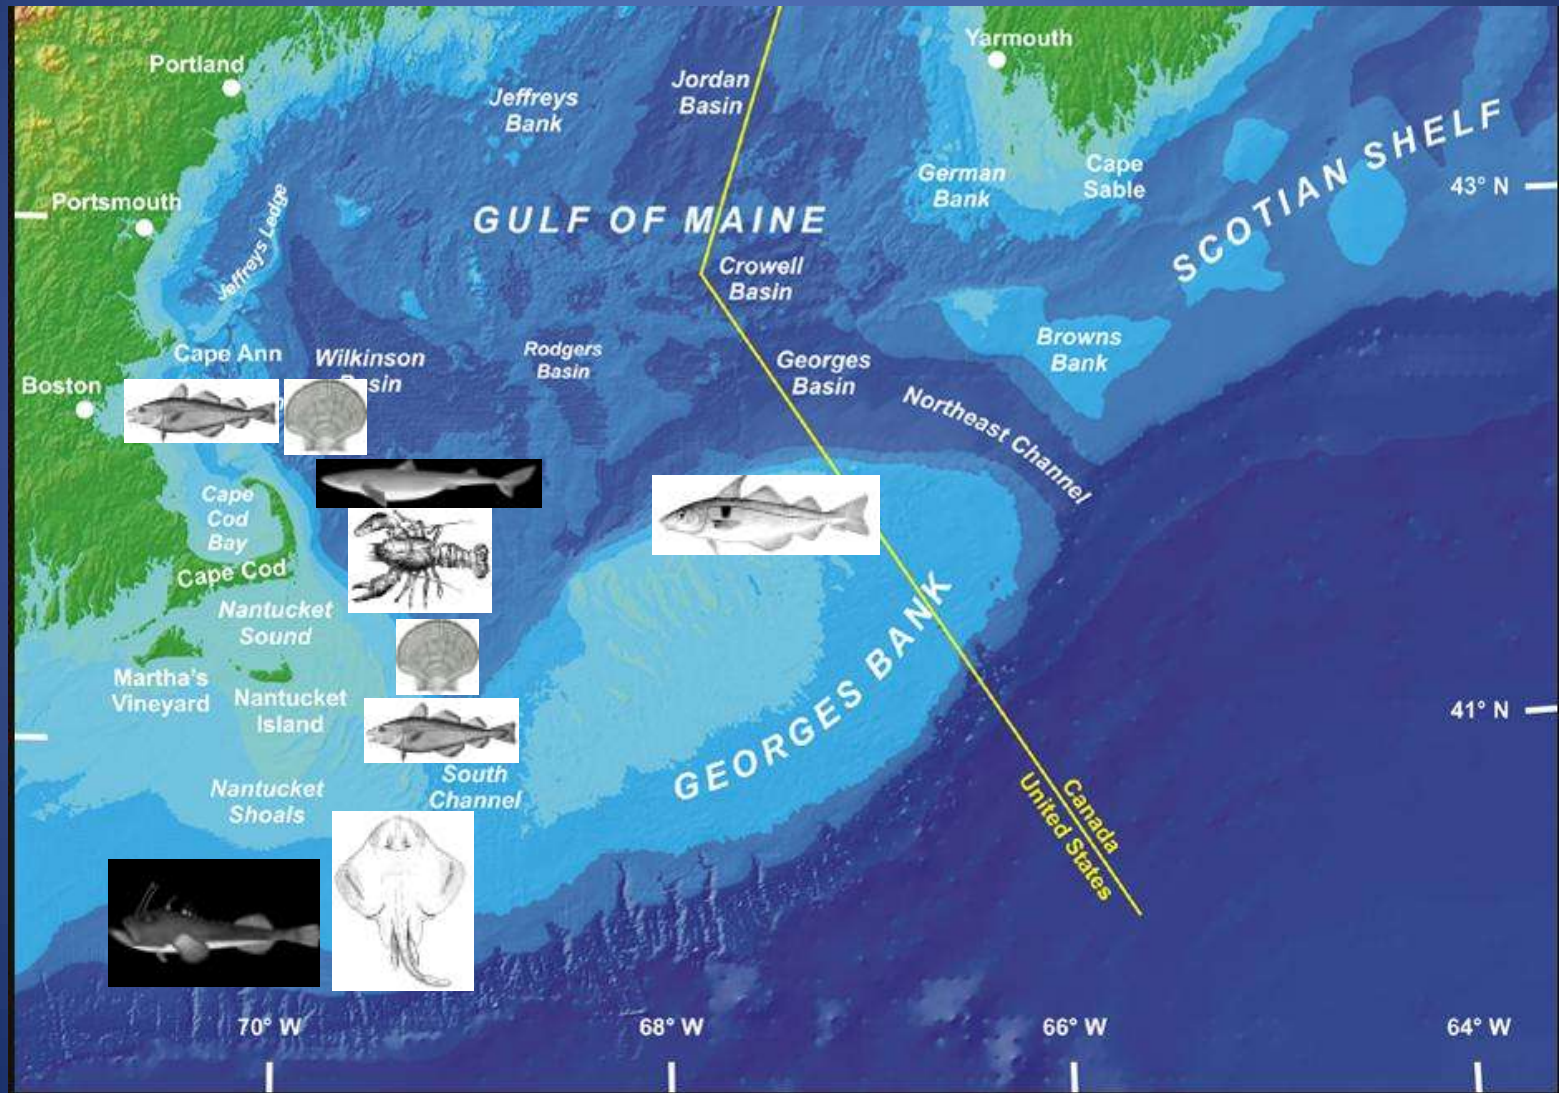 Yarmouth
Portland
Jordan
Basin
Jeffreys
Bank
SCOTIAN SHELF
Cape
Sable
German
Bank
43° N
Portsmouth
Jeffreys Ledge
GULF OF MAINE
Crowell
Basin
Browns
Bank
Cape Ann
Wilkinson
Rodgers
Basin
Georges
Basin
Boston
Northeast Channel
Cape
Cod
Bay
Cape Cod
Nantucket
Sound
GEORGES BANK
Martha's
Vineyard
Nantucket
Island
41° N
South
Channel
Nantucket
Shoals
Canada
United States
70° W
68° W
66° W
64° W